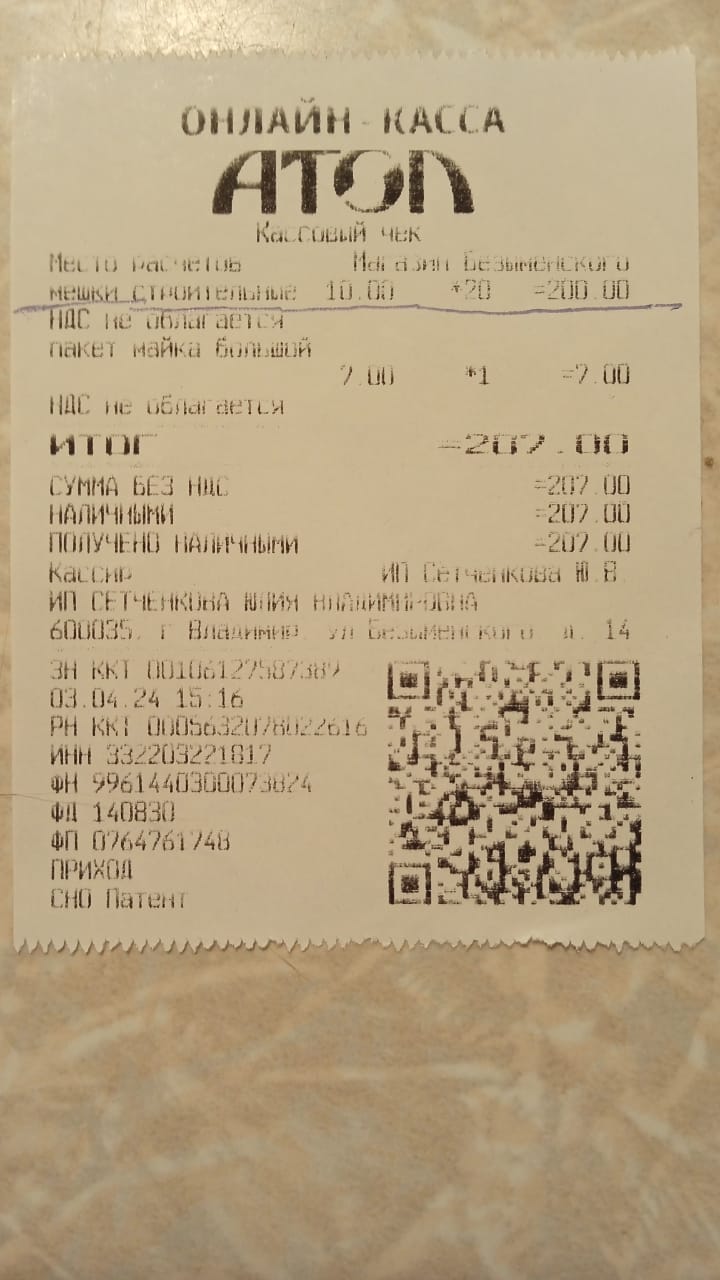 ОНЛАЙН-КАССА
АТОЛ
Кассовый чек
Место расчетов Магазин Безыменского
мешки строительные 10.00 *20 =200.00
НДС не облагается
пакет майка большой
7.00 *1 =7.00
НДС не облагается
ИТОГ =207.00
СУММА БЕЗ НДС =207.00
НАЛИЧНЫМИ =207.00
ПОЛУЧЕНО НАЛИЧНЫМИ =207.00
Кассир ИП Сетченкова Ю.В.
ИП СЕТЧЕНКОВА ЮЛИЯ ВЛАДИМИРОВНА
600035, г Владимир, ул Безыменского, д. 14
ЗН ККТ 00106127587389
03.04.24 15:16
РН ККТ 0005632078022616
ИНН 332203221817
ФН 9961440300073824
ФД 140830
ФП 0764761748
ПРИХОД
СНО Патент